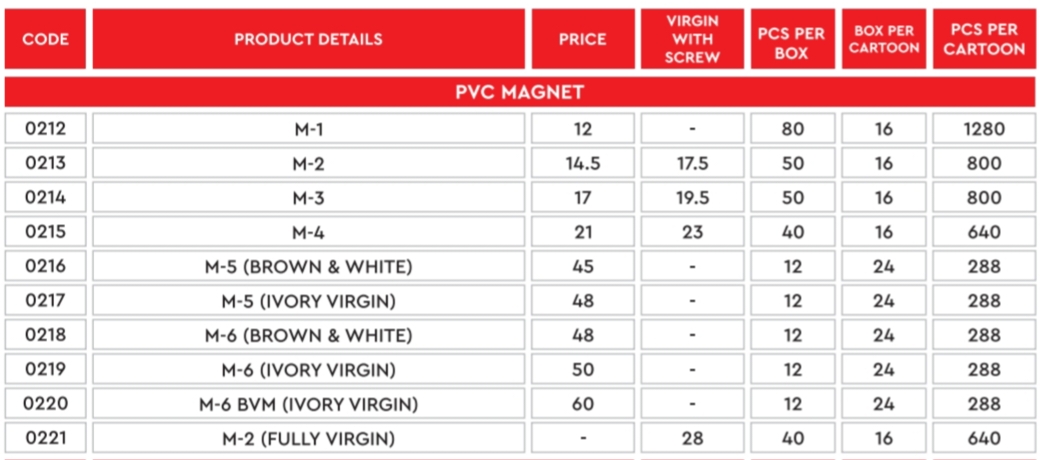 CODE PRODUCT DETAILS PRICE VIRGIN WITH SCREW PCS PER BOX BOX PER CARTOON PCS PER CARTOON
PVC MAGNET
0212 M-1 12 - 80 16 1280
0213 M-2 14.5 17.5 50 16 800
0214 M-3 17 19.5 50 16 800
0215 M-4 21 23 40 16 640
0216 M-5 (BROWN & WHITE) 45 - 12 24 288
0217 M-5 (IVORY VIRGIN) 48 - 12 24 288
0218 M-6 (BROWN & WHITE) 48 - 12 24 288
0219 M-6 (IVORY VIRGIN) 50 - 12 24 288
0220 M-6 BVM (IVORY VIRGIN) 60 - 12 24 288
0221 M-2 (FULLY VIRGIN) - 28 40 16 640